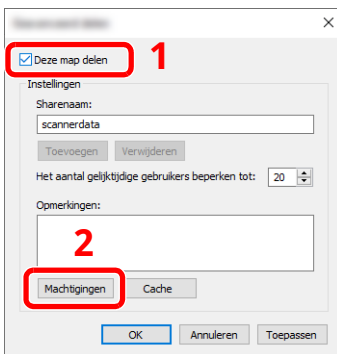 Deze map delen
1
Instellingen
Sharenaam:
scannerdata
Toevoegen Verwijderen
Het aantal gelijktijdige gebruikers beperken tot: 20
Opmerkingen:
2
Machtigingen Cache
OK Annuleren Toepassen